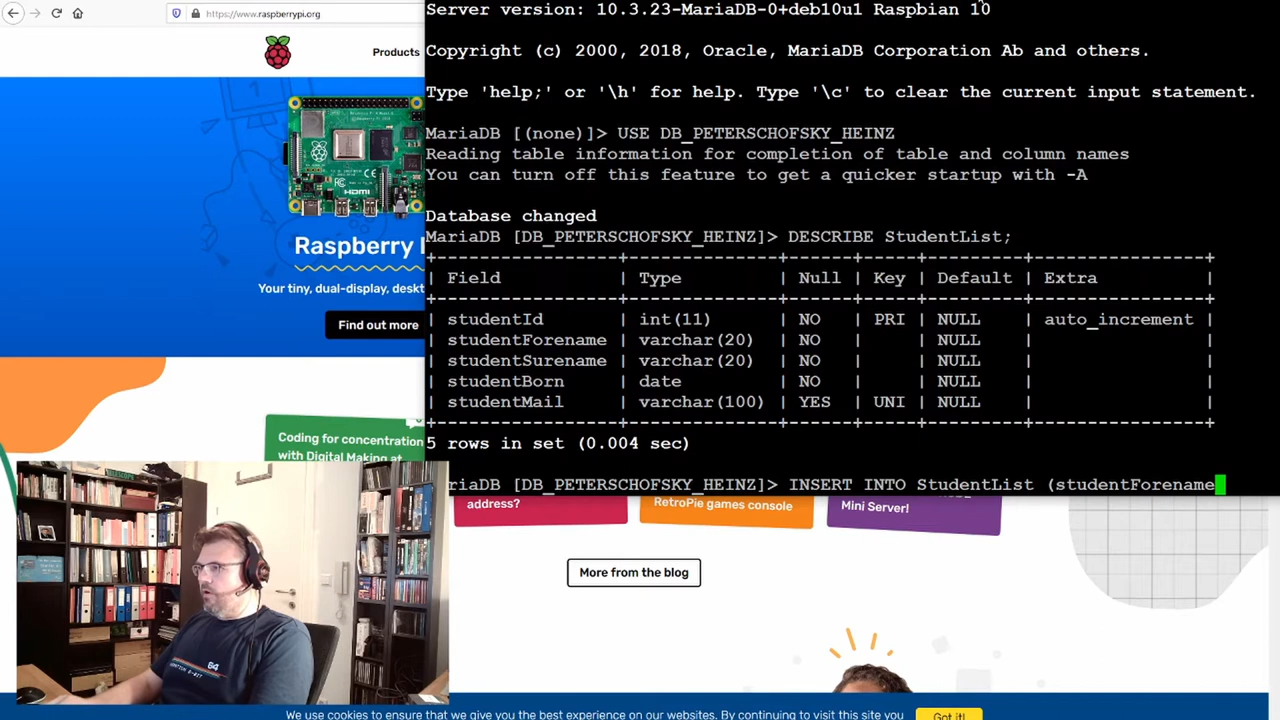 https://www.raspberrypi.org
Products
Raspberry
Your tiny, dual-display, deskt
Find out more
Coding for concentration
with Digital Making at
Server version: 10.3.23-MariaDB-0+deb10u1 Raspbian 10
Copyright (c) 2000, 2018, Oracle, MariaDB Corporation Ab and others.
Type 'help;' or '\h' for help. Type '\c' to clear the current input statement.
MariaDB [(none)]> USE DB_PETERSCHOFSKY_HEINZ
Reading table information for completion of table and column names
You can turn off this feature to get a quicker startup with -A
Database changed
MariaDB [DB_PETERSCHOFSKY_HEINZ]> DESCRIBE StudentList;
+------------------+--------------+------+-----+---------+----------------+
| Field            | Type         | Null | Key | Default | Extra          |
+------------------+--------------+------+-----+---------+----------------+
| studentId        | int(11)      | NO   | PRI | NULL    | auto_increment |
| studentForename  | varchar(20)  | NO   |     | NULL    |                |
| studentSurename  | varchar(20)  | NO   |     | NULL    |                |
| studentBorn      | date         | NO   |     | NULL    |                |
| studentMail      | varchar(100) | YES  | UNI | NULL    |                |
+------------------+--------------+------+-----+---------+----------------+
5 rows in set (0.004 sec)
riaDB [DB_PETERSCHOFSKY_HEINZ]> INSERT INTO StudentList (studentForename
address?
RetroPie games console
Mini Server!
More from the blog
64
We use cookies to ensure that we give you the best experience on our websites. By continuing to visit this site you
Got it!